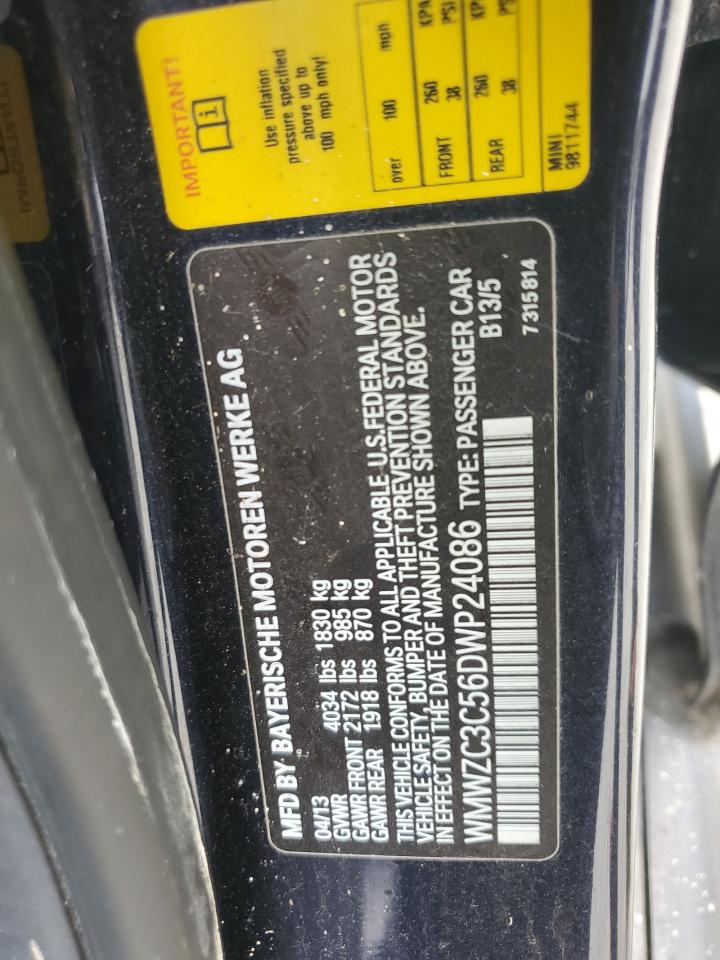 IMPORTANT!
Use inflation
pressure specified
above up to
100 mph only!
over 100 mph
FRONT 260 KPA
38 PSI
REAR 260
38
MINI
9811744
MFD BY BAYERISCHE MOTOREN WERKE AG
04/13
GVWR 4034 lbs 1830 kg
GAWR FRONT 2172 lbs 985 kg
GAWR REAR 1918 lbs 870 kg
THIS VEHICLE CONFORMS TO ALL APPLICABLE U.S.FEDERAL MOTOR
VEHICLE SAFETY, BUMPER AND THEFT PREVENTION STANDARDS
IN EFFECT ON THE DATE OF MANUFACTURE SHOWN ABOVE.
WMWZC3C56DWP24086 TYPE: PASSENGER CAR
B13/5
7315814